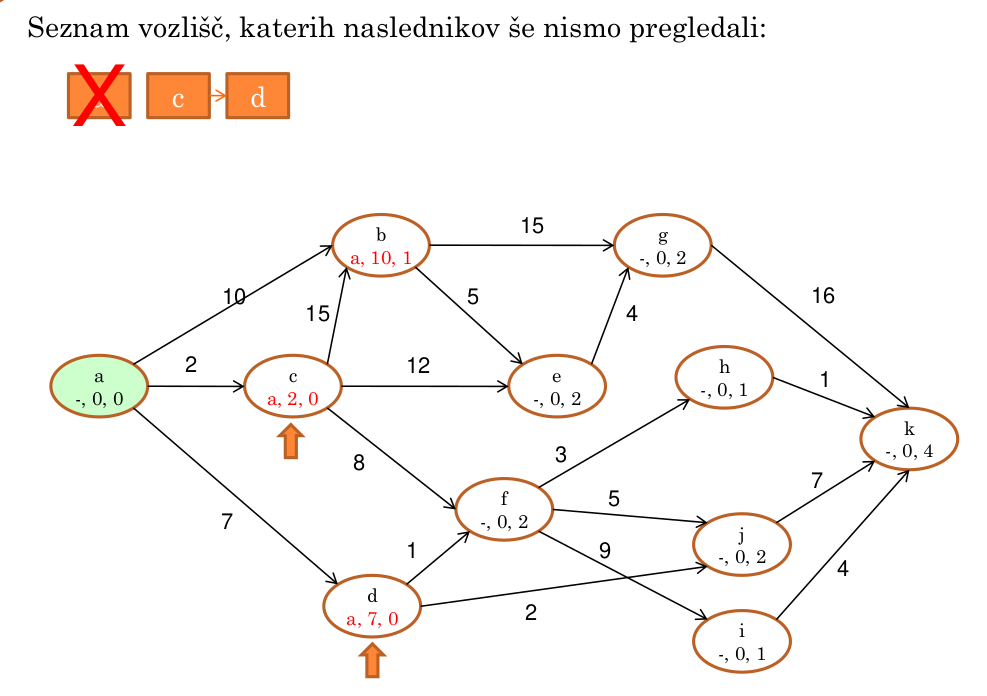 Seznam vozlišč, katerih naslednikov še nismo pregledali:
X c d
b
a, 10, 1
15
g
-, 0, 2
10
15
5
4
16
a
-, 0, 0
2
c
a, 2, 0
12
e
-, 0, 2
h
-, 0, 1
1
k
-, 0, 4
8
3
7
f
-, 0, 2
5
7
1
9
j
-, 0, 2
4
d
a, 7, 0
2
i
-, 0, 1